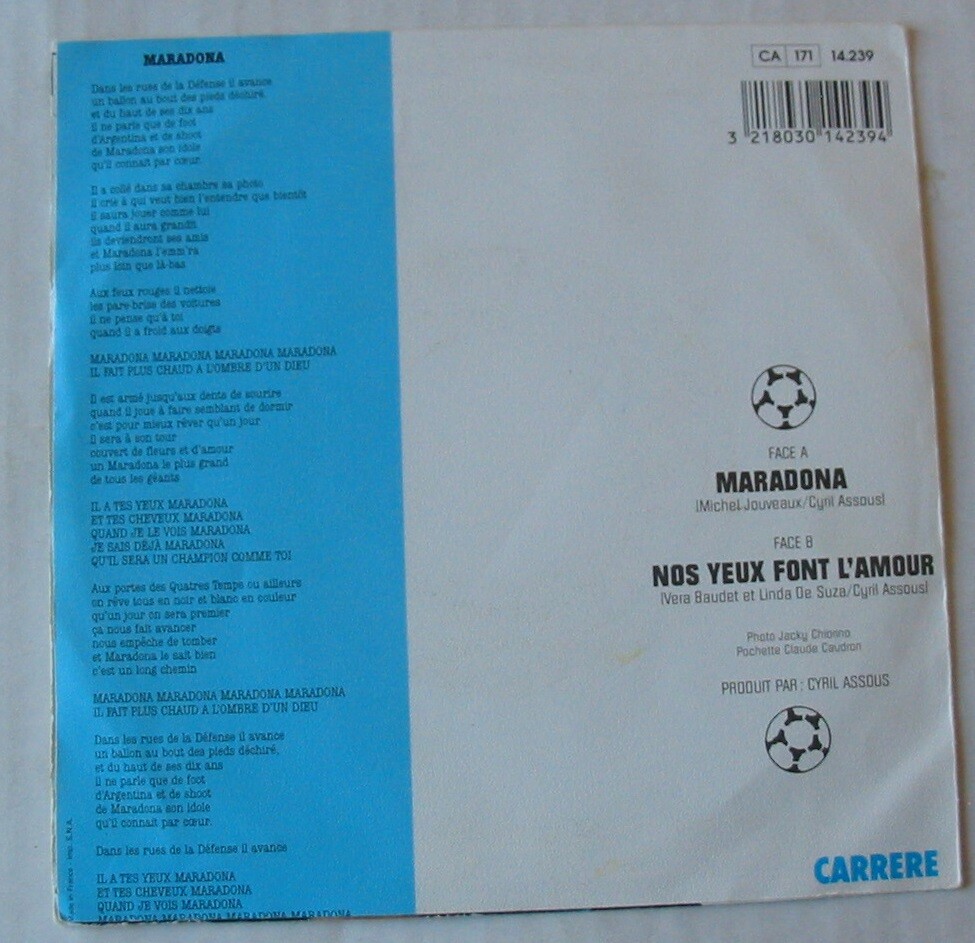 MARADONA
Dans les rues de la Défense il avance
un ballon au bout des pieds déchiré,
et du haut de ses dix ans
il ne parle que de foot
d'Argentina et de shoot
de Maradona son idole
qu'il connait par cœur.
Il a collé dans sa chambre sa photo
il crie à qui veut bien l'entendre que bientôt
il saura jouer comme lui
quand il aura grandit
ils deviendront ses amis
et Maradona l'emm'ra
plus loin que là-bas
Aux feux rouges il nettoie
les pare-brise des voitures
il ne pense qu'à toi
quand il a froid aux doigts
MARADONA MARADONA MARADONA MARADONA
IL FAIT PLUS CHAUD A L'OMBRE D'UN DIEU
Il est armé jusqu'aux dents de sourire
quand il joue à faire semblant de dormir
c'est pour mieux rêver qu'un jour
il sera à son tour
couvert de fleurs et d'amour
un Maradona le plus grand
de tous les géants
IL A TES YEUX MARADONA
ET TES CHEVEUX MARADONA
QUAND JE LE VOIS MARADONA
JE SAIS DÉJÀ MARADONA
QU'IL SERA UN CHAMPION COMME TOI
Aux portes des Quatres Temps ou ailleurs
on rêve tous en noir et blanc en couleur
qu'un jour on sera premier
ça nous fait avancer
nous empêche de tomber
et Maradona le sait bien
c'est un long chemin
MARADONA MARADONA MARADONA MARADONA
IL FAIT PLUS CHAUD A L'OMBRE D'UN DIEU
Dans les rues de la Défense il avance
un ballon au bout des pieds déchiré,
et du haut de ses dix ans
il ne parle que de foot
d'Argentina et de shoot
de Maradona son idole
qu'il connait par cœur.
Dans les rues de la Défense il avance
IL A TES YEUX MARADONA
ET TES CHEVEUX MARADONA
QUAND JE VOIS MARADONA
MARADONA MARADONA MARADONA MARADONA
Made in France - imp. S.N.A.
CA 171 14.239
3 218030 142394
FACE A
MARADONA
(Michel Jouveaux/Cyril Assous)
FACE B
NOS YEUX FONT L'AMOUR
(Vera Baudet et Linda De Suza/Cyril Assous)
Photo Jacky Chionno
Pochette Claude Caudron
PRODUIT PAR : CYRIL ASSOUS
CARRERE